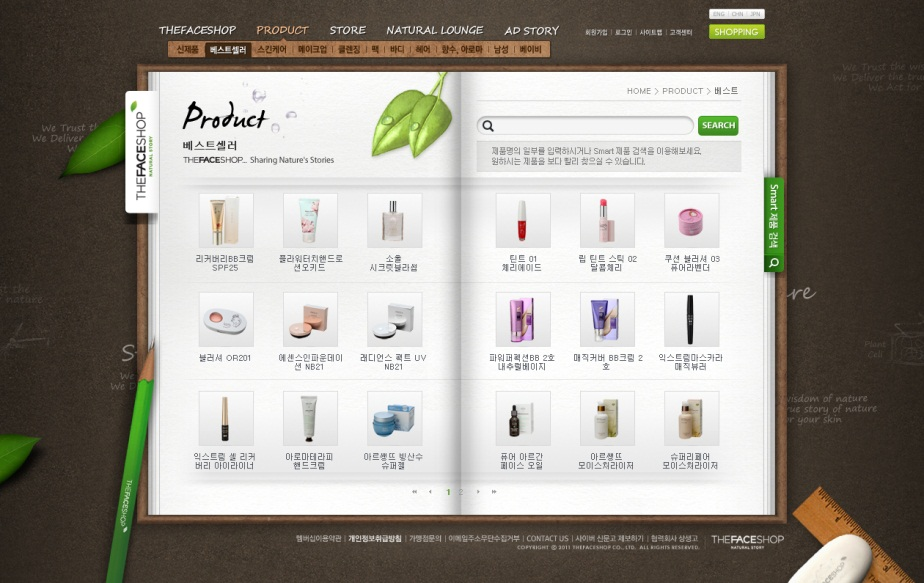 ENG CHN JPN
THEFACESHOP PRODUCT STORE NATURAL LOUNGE AD STORY
회원가입 | 로그인 | 사이트맵 | 고객센터
SHOPPING
신제품 베스트셀러 스킨케어 | 메이크업 | 클렌징 | 팩 | 바디 | 헤어 | 향수, 아로마 | 남성 | 베이비
HOME > PRODUCT > 베스트
Product
베스트셀러
THEFACESHOP... Sharing Nature's Stories
SEARCH
제품명의 일부를 입력하시거나 Smart 제품 검색을 이용해보세요.
원하시는 제품을 보다 빨리 찾으실 수 있습니다.
THEFACESHOP
NATURAL STORY
Smart 제품 검색
We Trust th
We Deliver
We Trust the wis
We Deliver the tru
We Act for
리커버리BB크림
SPF25
플라워터치핸드로
션오키드
소울
시크릿블라썸
틴트 01
체리에이드
립 틴트 스틱 02
달콤체리
쿠션 블러셔 03
퓨어라벤더
블러셔 OR201
에센스인파운데이
션 NB21
래디언스 팩트 UV
NB21
파워퍼펙션BB 2호
내추럴베이지
매직커버 BB크림 2
호
익스트림마스카라
매직뷰러
익스트림 셀 리커
버리 아이라이너
아로마테라피
핸드크림
아르쌩뜨 빙산수
슈퍼젤
퓨어 아르간
페이스 오일
아르쌩뜨
모이스처라이저
슈퍼리페어
모이스처라이저
Plant
Cell
wisdom of nature
true story of nature
or your skin
1 2
THEFACESHOP
멤버십이용약관 | 개인정보취급방침 | 가맹점문의 | 이메일주소무단수집거부 | CONTACT US | 사이버 신문고 제보하기 | 협력회사 상생고
COPYRIGHT © 2011 THEFACESHOP CO., LTD. ALL RIGHTS RESERVED.
THEFACESHOP
NATURAL STORY